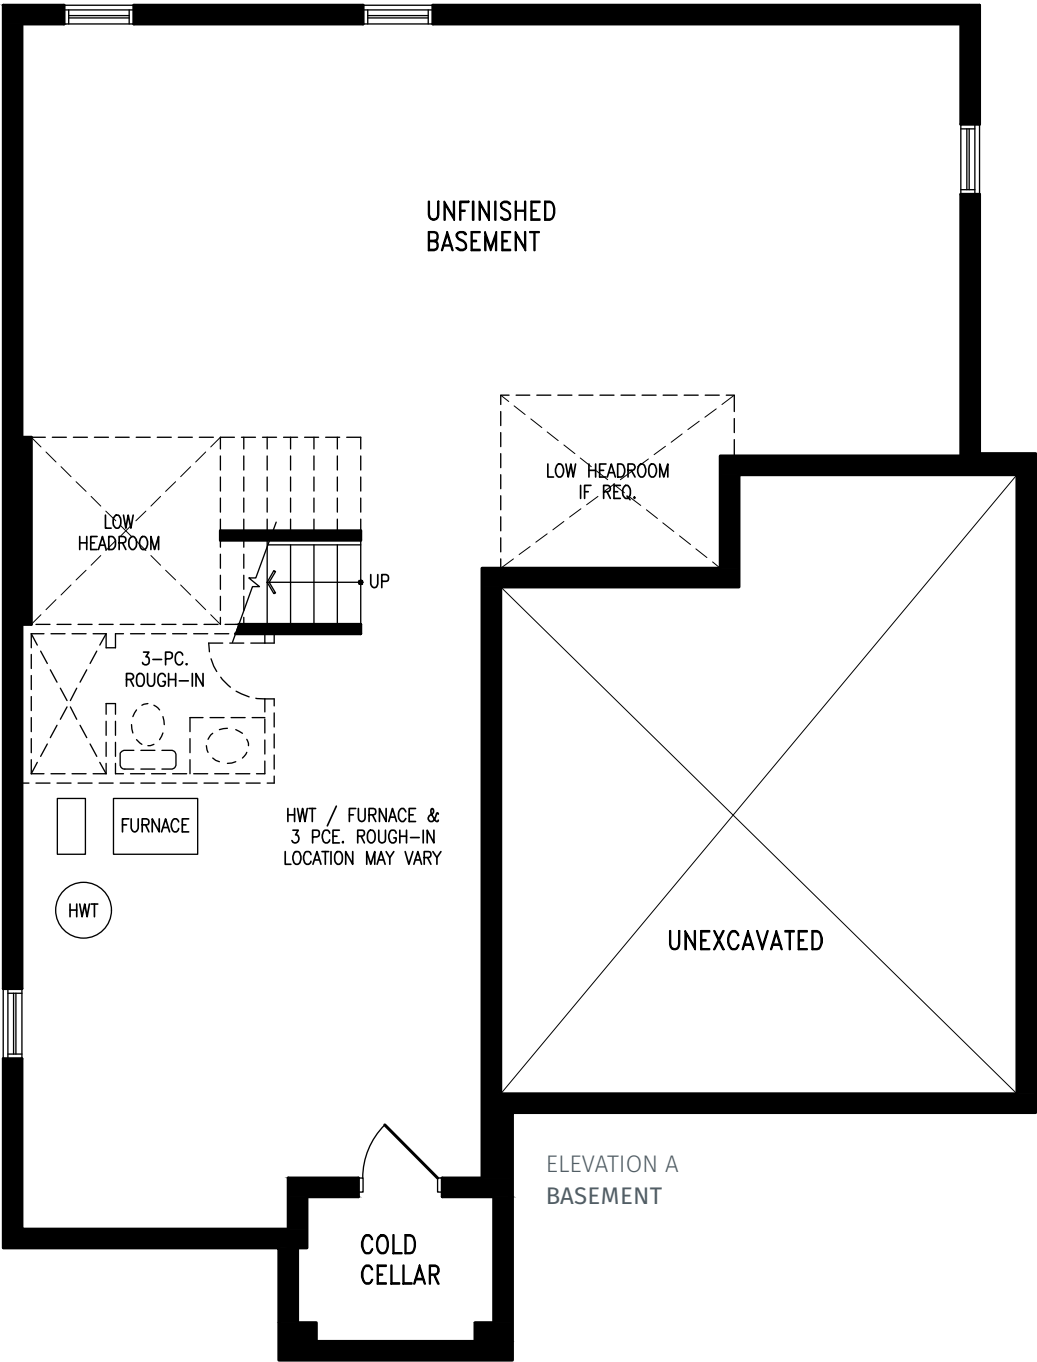 UNFINISHED
BASEMENT
LOW HEADROOM
IF REQ.
LOW
HEADROOM
UP
3-PC.
ROUGH-IN
FURNACE
HWT / FURNACE &
3 PCE. ROUGH-IN
LOCATION MAY VARY
HWT
UNEXCAVATED
ELEVATION A
BASEMENT
COLD
CELLAR